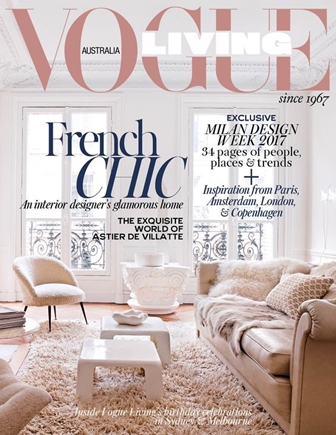 VOGUE
AUSTRALIA
LIVING
since 1967
French
CHIC
An interior designer's glamorous home
THE EXQUISITE
WORLD OF
ASTIER DE VILLATTE
EXCLUSIVE
MILAN DESIGN
WEEK 2017
34 pages of people,
places & trends
+
Inspiration from Paris,
Amsterdam, London,
& Copenhagen
Inside Vogue Living's birthday celebrations
in Sydney & Melbourne